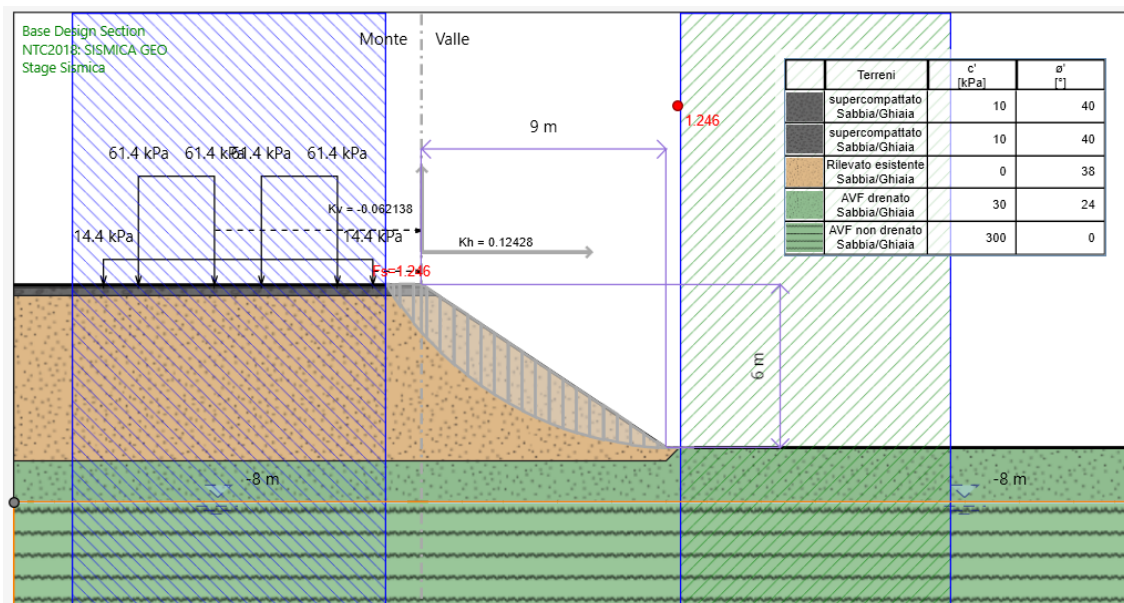 Base Design Section
NTC2018: SISMICA GEO
Stage Sismica
Monte
Valle
Terreni
c'
[kPa]
ø'
[°]
supercompattato
Sabbia/Ghiaia
10
40
supercompattato
Sabbia/Ghiaia
10
40
Rilevato esistente
Sabbia/Ghiaia
0
38
AVF drenato
Sabbia/Ghiaia
30
24
AVF non drenato
Sabbia/Ghiaia
300
0
1.246
9 m
61.4 kPa
61.4 kPa
61.4 kPa
61.4 kPa
Kv = -0.062138
14.4 kPa
14.4 kPa
Kh = 0.12428
Fs=1.246
6 m
-8 m
-8 m